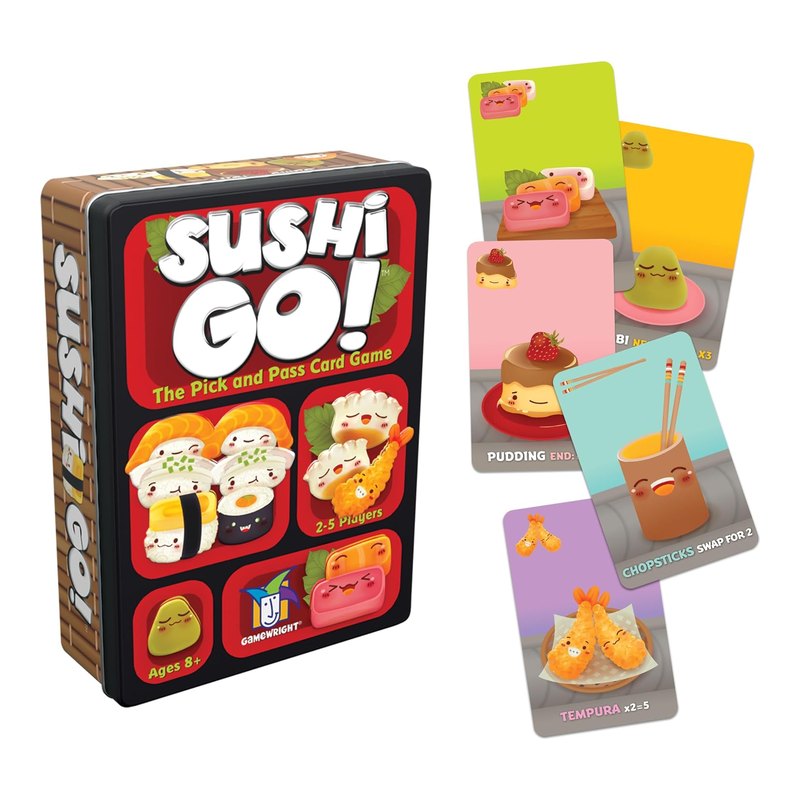 SUSHi
GO!™
The Pick and Pass Card Game
2-5 Players
GAMEWRIGHT
Ages 8+
SUSHi GO!
X3
PUDDING END:
CHOPSTICKS SWAP FOR 2
TEMPURA x2=5